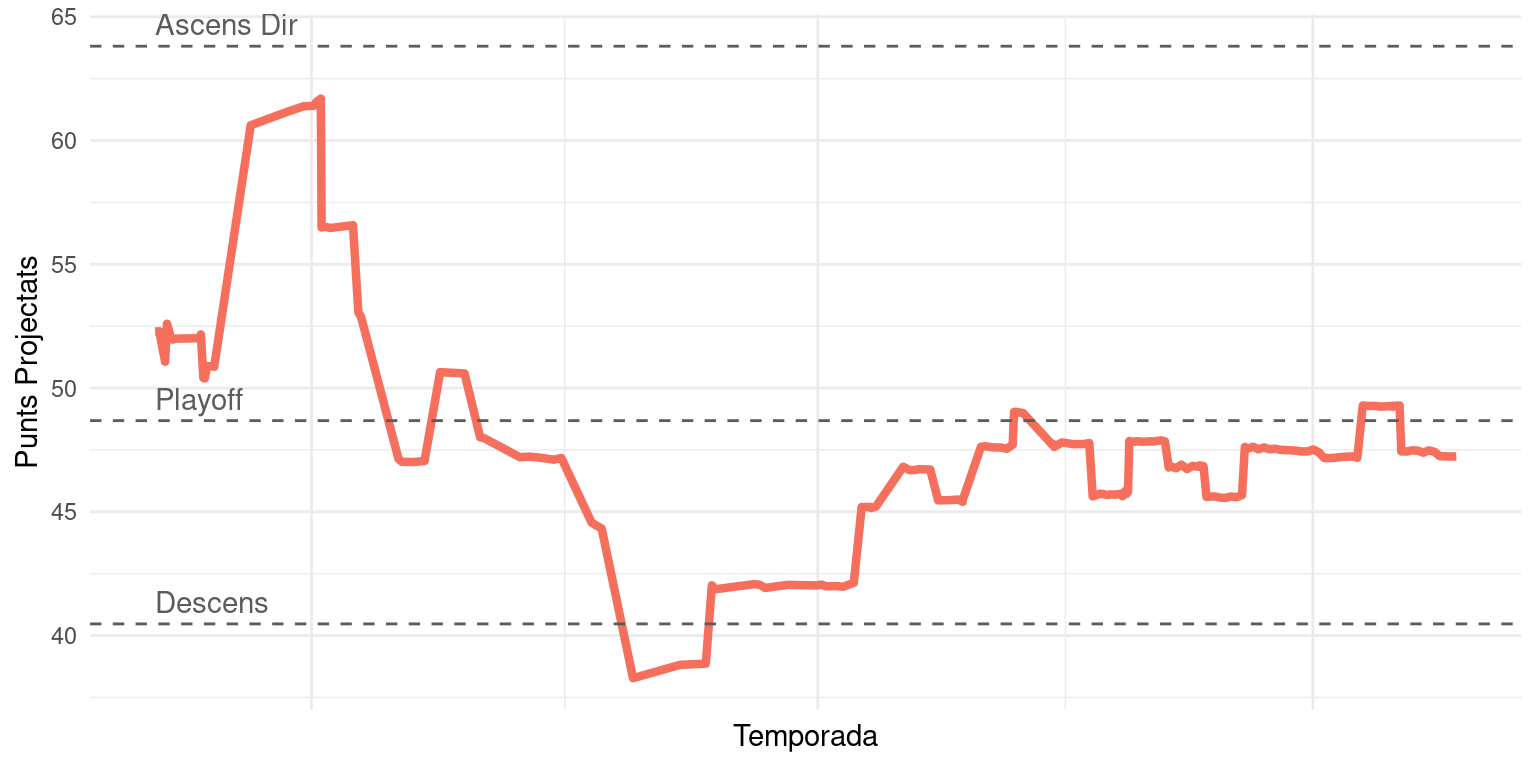 65
Ascens Dir
60
55
Punts Projectats
50
Playoff
45
Descens
40
Temporada